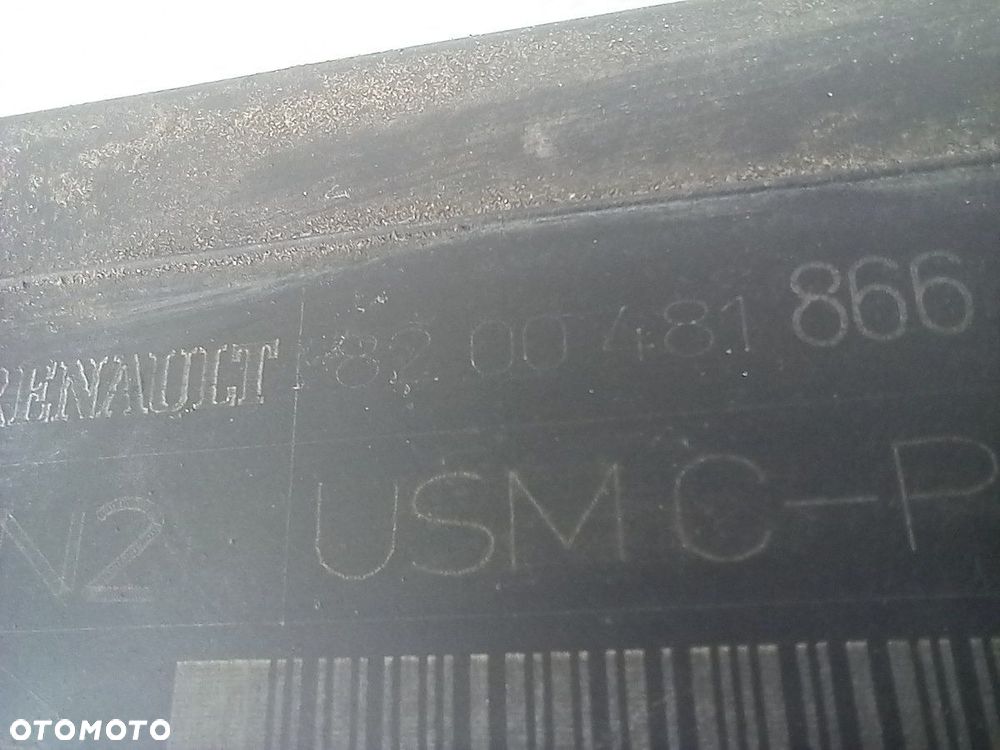 RENAULT 8200481866
N2 USMC-P
OTOMOTO